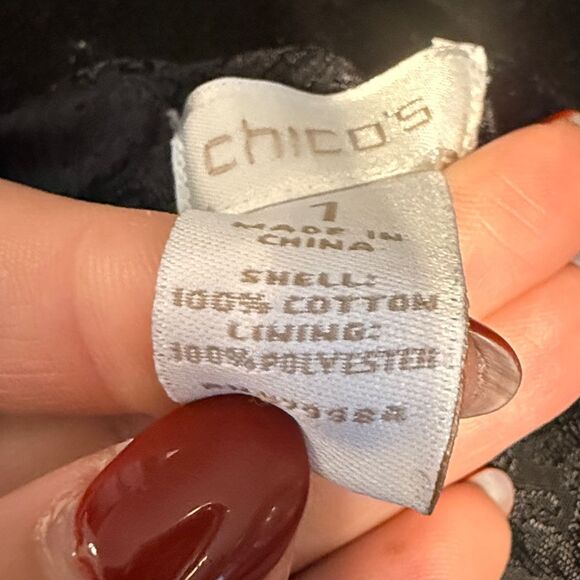 chico's
1
MADE IN
CHINA
SHELL:
100% COTTON
LINING:
100% POLYESTER